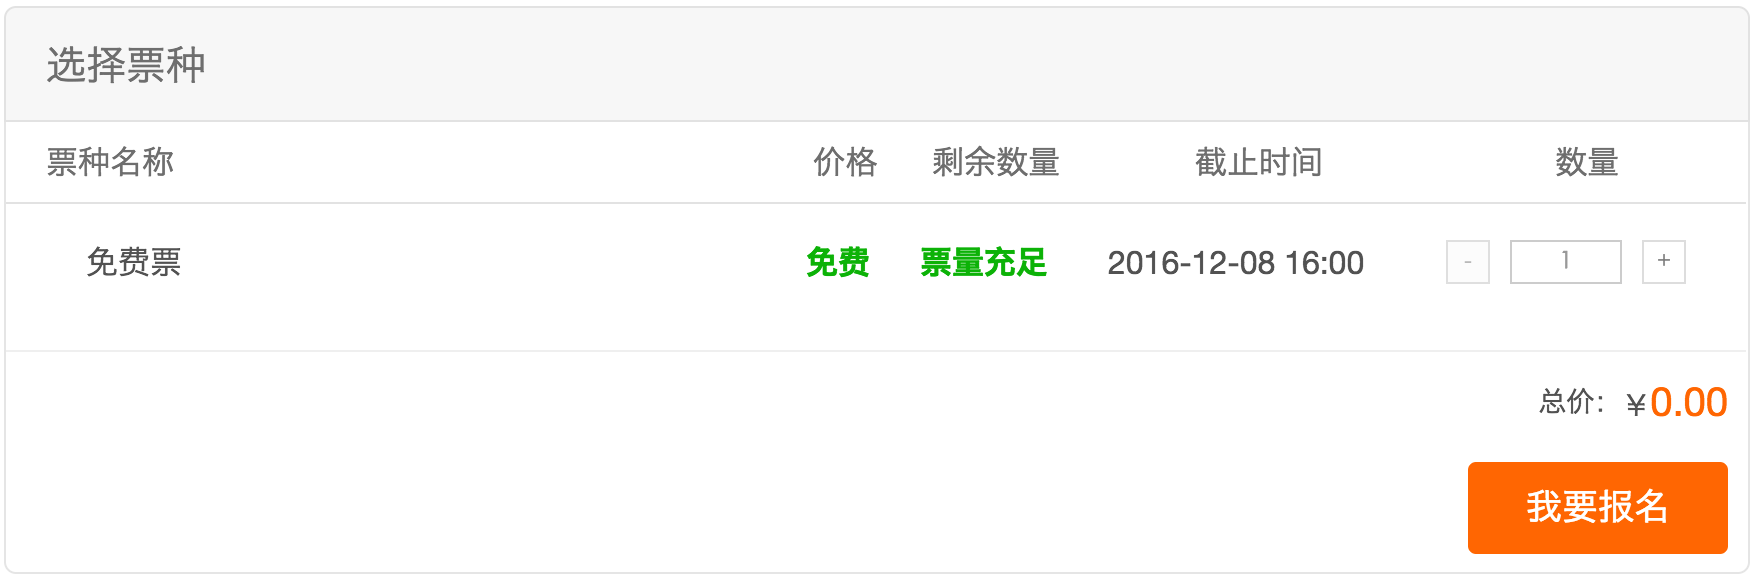 选择票种
票种名称 价格 剩余数量 截止时间 数量
免费票 免费 票量充足 2016-12-08 16:00 - 1 +
总价：¥0.00
我要报名